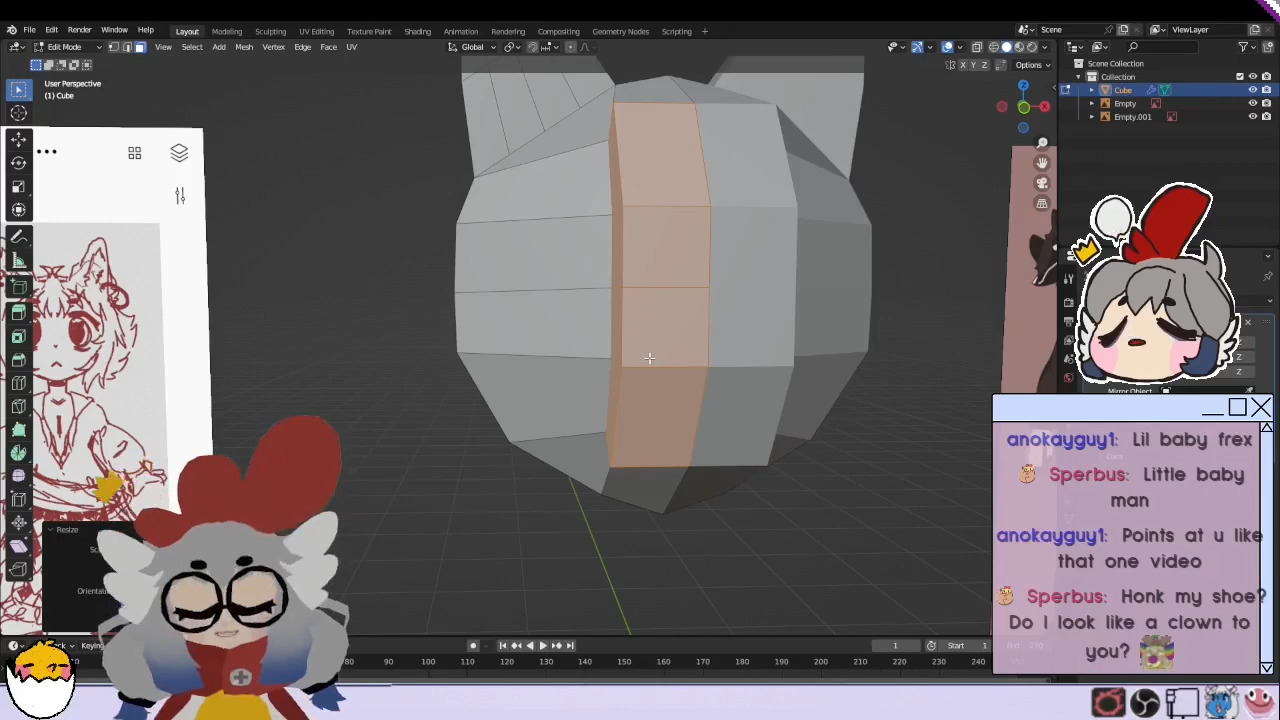 File Edit Render Window Help Layout Modeling Sculpting UV Editing Texture Paint Shading Animation Rendering Compositing Geometry Nodes Scripting + Scene ViewLayer
Edit Mode View Select Add Mesh Vertex Edge Face UV Global
X Y Z Options
User Perspective
(1) Cube
Scene Collection
Collection
Cube
Empty
Empty.001
Z
Z
Mirror Object
anokayguy1: Lil baby frex
Sperbus: Little baby
man
anokayguy1: Points at u like
that one video
Sperbus: Honk my shoe?
Do I look like a clown to
you?
Resize
Keying
1 Start 1
80 90 100 110 120 130 140 150 160 170 180 190 200 210 220 230 240 250